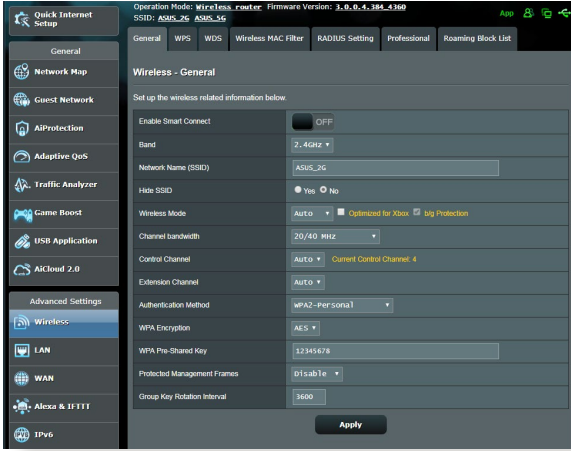 Quick Internet
Setup
Operation Mode: Wireless router Firmware Version: 3.0.0.4.384_4360
SSID: ASUS_2G ASUS_5G
App
General WPS WDS Wireless MAC Filter RADIUS Setting Professional Roaming Block List
General
Network Map
Guest Network
AiProtection
Adaptive QoS
Traffic Analyzer
Game Boost
USB Application
AiCloud 2.0
Advanced Settings
Wireless
LAN
WAN
Alexa & IFTTT
IPv6
Wireless - General
Set up the wireless related information below.
Enable Smart Connect OFF
Band 2.4GHz
Network Name (SSID) ASUS_2G
Hide SSID Yes No
Wireless Mode Auto Optimized for Xbox b/g Protection
Channel bandwidth 20/40 MHz
Control Channel Auto Current Control Channel: 4
Extension Channel Auto
Authentication Method WPA2-Personal
WPA Encryption AES
WPA Pre-Shared Key 12345678
Protected Management Frames Disable
Group Key Rotation Interval 3600
Apply